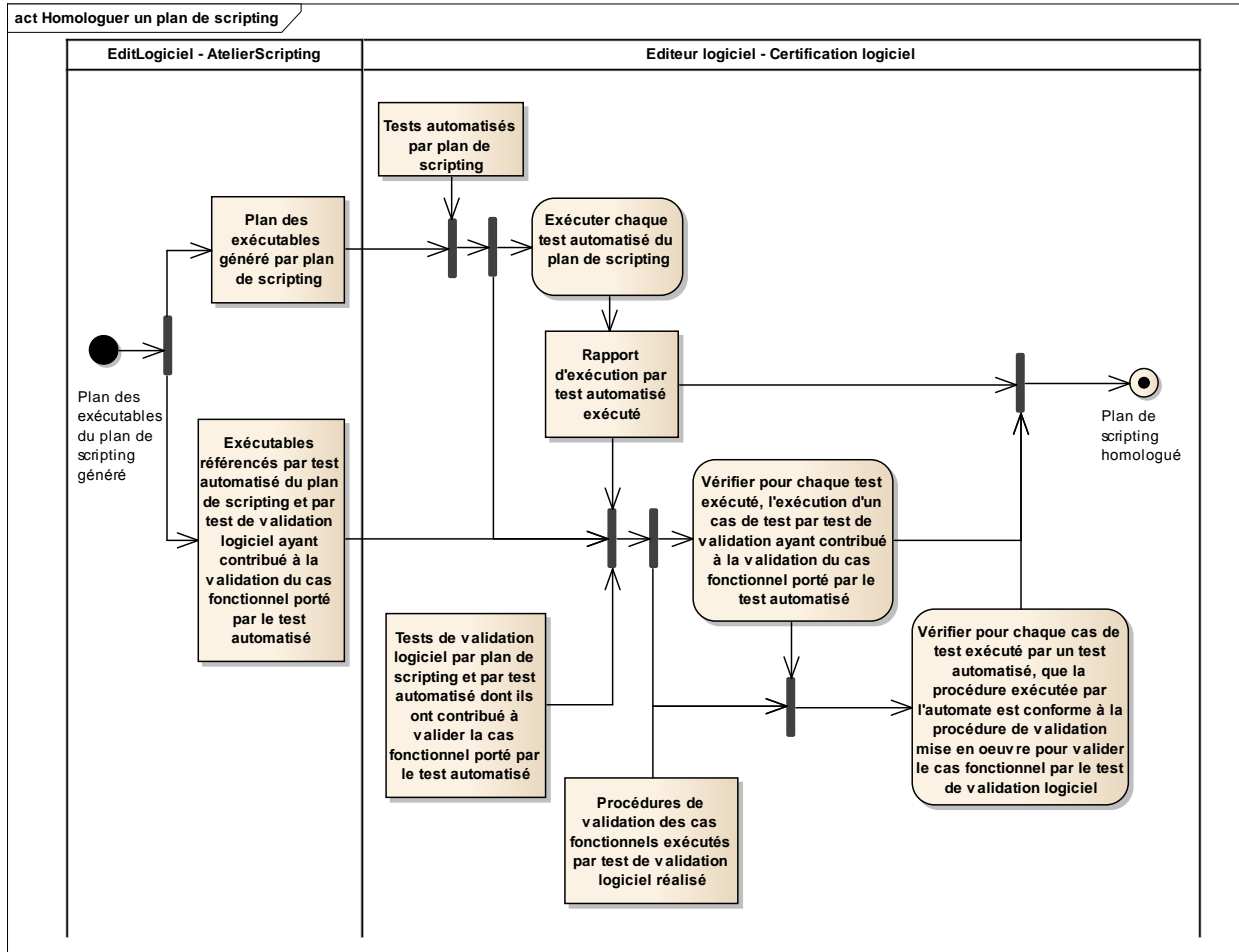 act Homologuer un plan de scripting
EditLogiciel - AtelierScripting
Editeur logiciel - Certification logiciel
Tests automatisés
par plan de
scripting
Plan des
exécutables
généré par plan
de scripting
Exécuter chaque
test automatisé du
plan de scripting
Rapport
d'exécution par
test automatisé
exécuté
Plan des
exécutables
du plan de
scripting
généré
Plan de
scripting
homologué
Exécutables
référencés par test
automatisé du plan
de scripting et par
test de validation
logiciel ayant
contribué à la
validation du cas
fonctionnel porté
par le test
automatisé
Vérifier pour chaque test
exécuté, l'exécution d'un
cas de test par test de
validation ayant contribué
à la validation du cas
fonctionnel porté par le
test automatisé
Tests de validation
logiciel par plan de
scripting et par test
automatisé dont ils
ont contribué à
valider la cas
fonctionnel porté par
le test automatisé
Vérifier pour chaque cas de
test exécuté par un test
automatisé, que la
procédure exécutée par
l'automate est conforme à la
procédure de validation
mise en oeuvre pour valider
le cas fonctionnel par le test
de validation logiciel
Procédures de
validation des cas
fonctionnels exécutés
par test de validation
logiciel réalisé